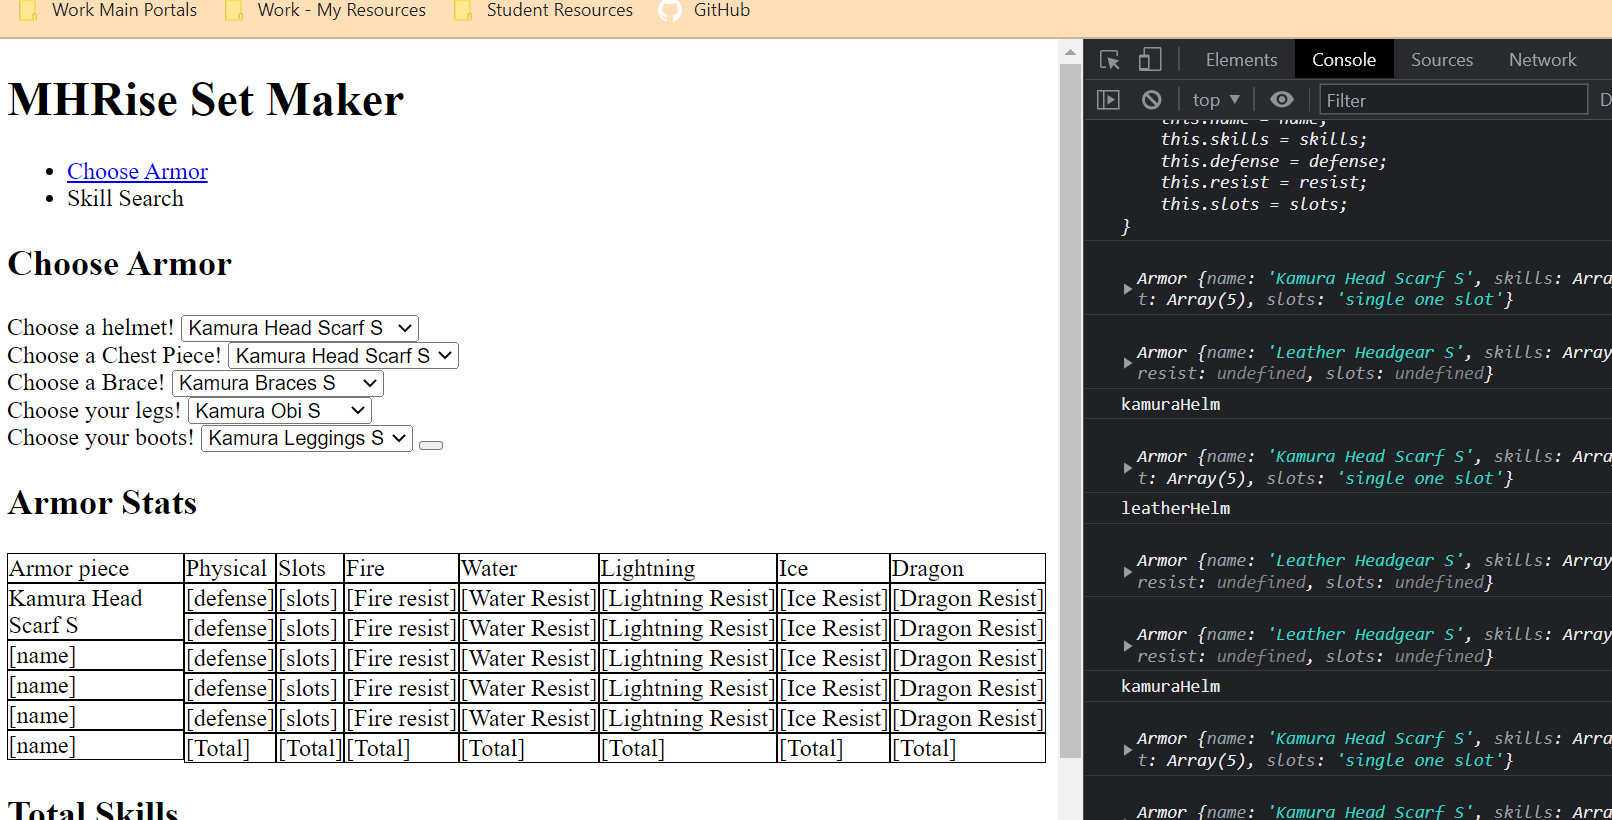 Work Main Portals Work - My Resources Student Resources GitHub
MHRise Set Maker
Choose Armor
Skill Search
Choose Armor
Choose a helmet! Kamura Head Scarf S
Choose a Chest Piece! Kamura Head Scarf S
Choose a Brace! Kamura Braces S
Choose your legs! Kamura Obi S
Choose your boots! Kamura Leggings S
Armor Stats
Armor piece Physical Slots Fire Water Lightning Ice Dragon
Kamura Head Scarf S [defense] [slots] [Fire resist] [Water Resist] [Lightning Resist] [Ice Resist] [Dragon Resist]
[name] [defense] [slots] [Fire resist] [Water Resist] [Lightning Resist] [Ice Resist] [Dragon Resist]
[name] [defense] [slots] [Fire resist] [Water Resist] [Lightning Resist] [Ice Resist] [Dragon Resist]
[name] [defense] [slots] [Fire resist] [Water Resist] [Lightning Resist] [Ice Resist] [Dragon Resist]
[name] [defense] [slots] [Fire resist] [Water Resist] [Lightning Resist] [Ice Resist] [Dragon Resist]
[Total] [Total] [Total] [Total] [Total] [Total] [Total]
Total Skills
Elements Console Sources Network
top Filter D
this.name = name;
this.skills = skills;
this.defense = defense;
this.resist = resist;
this.slots = slots;
}
Armor {name: 'Kamura Head Scarf S', skills: Arra
t: Array(5), slots: 'single one slot'}
Armor {name: 'Leather Headgear S', skills: Array
resist: undefined, slots: undefined}
kamuraHelm
Armor {name: 'Kamura Head Scarf S', skills: Arra
t: Array(5), slots: 'single one slot'}
leatherHelm
Armor {name: 'Leather Headgear S', skills: Array
resist: undefined, slots: undefined}
Armor {name: 'Leather Headgear S', skills: Array
resist: undefined, slots: undefined}
kamuraHelm
Armor {name: 'Kamura Head Scarf S', skills: Arra
t: Array(5), slots: 'single one slot'}
Armor {name: 'Kamura Head Scarf S', skills: Arra